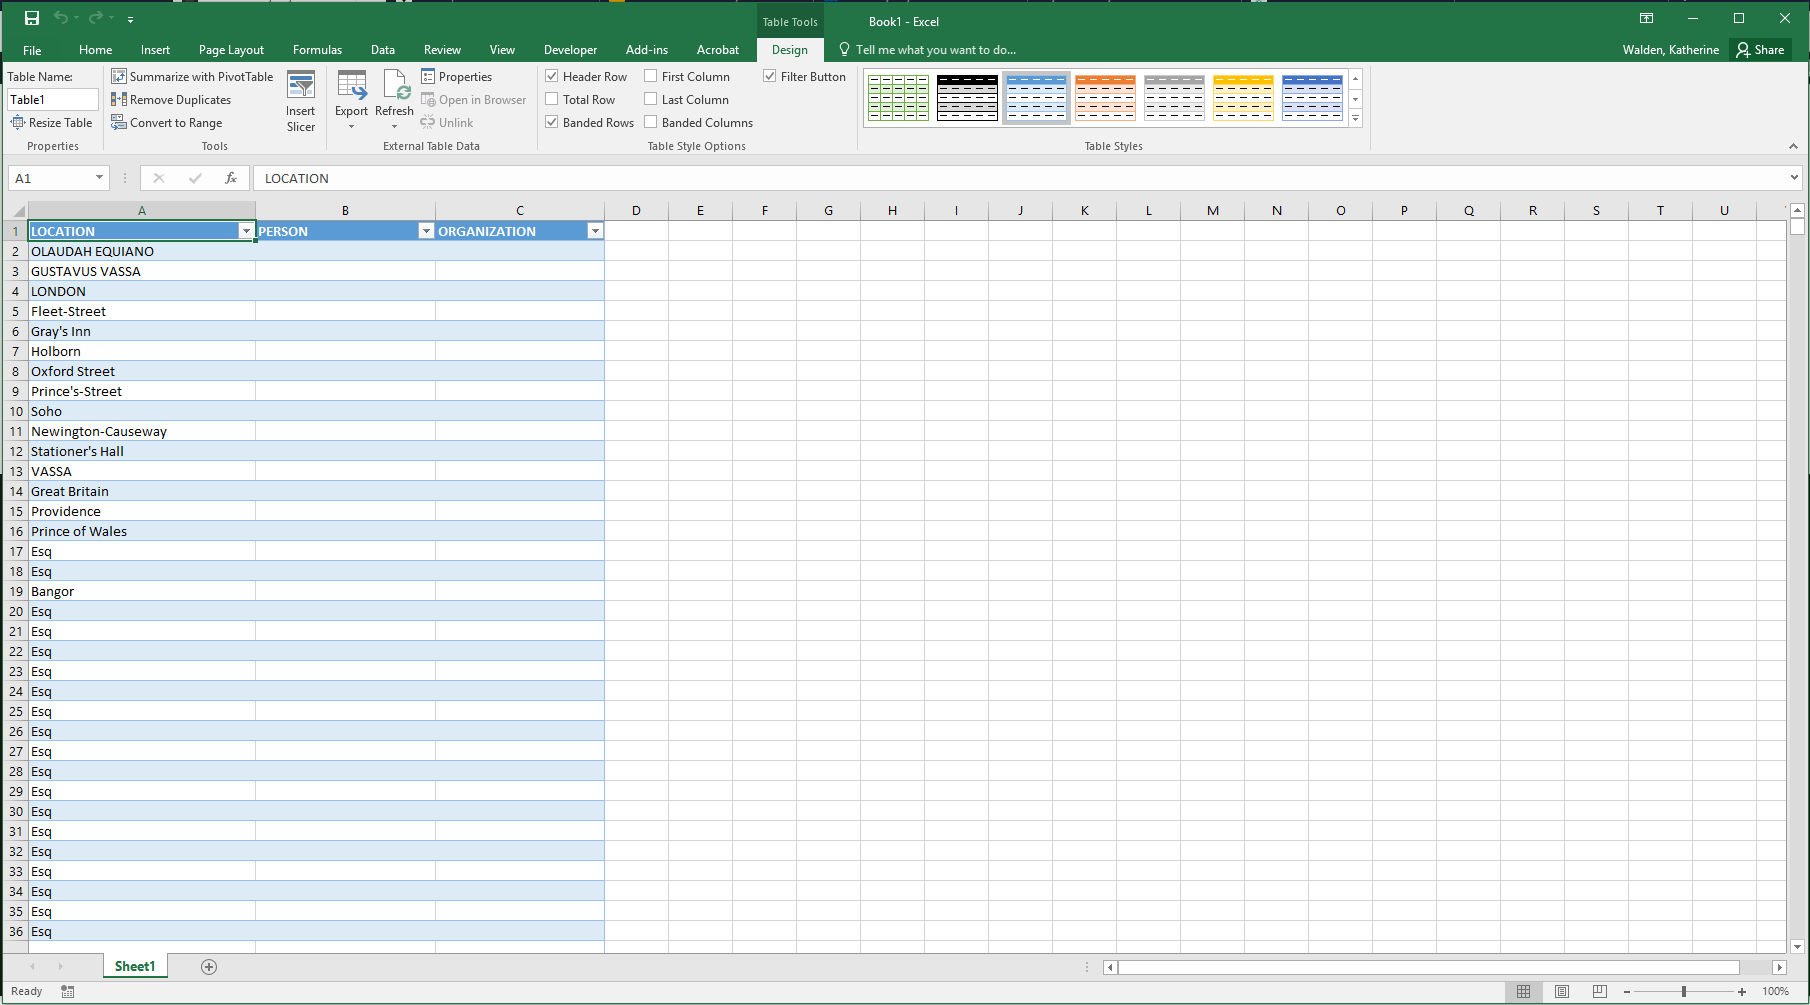 Table Tools
Book1 - Excel
File Home Insert Page Layout Formulas Data Review View Developer Add-ins Acrobat Design Tell me what you want to do... Walden, Katherine Share
Table Name: Summarize with PivotTable Properties Header Row First Column Filter Button
Table1 Remove Duplicates Open in Browser Total Row Last Column
Resize Table Convert to Range Insert Slicer Export Refresh Unlink Banded Rows Banded Columns
Properties Tools External Table Data Table Style Options Table Styles
A1 fx LOCATION
A B C D E F G H I J K L M N O P Q R S T U
1 LOCATION PERSON ORGANIZATION
2 OLAUDAH EQUIANO
3 GUSTAVUS VASSA
4 LONDON
5 Fleet-Street
6 Gray's Inn
7 Holborn
8 Oxford Street
9 Prince's-Street
10 Soho
11 Newington-Causeway
12 Stationer's Hall
13 VASSA
14 Great Britain
15 Providence
16 Prince of Wales
17 Esq
18 Esq
19 Bangor
20 Esq
21 Esq
22 Esq
23 Esq
24 Esq
25 Esq
26 Esq
27 Esq
28 Esq
29 Esq
30 Esq
31 Esq
32 Esq
33 Esq
34 Esq
35 Esq
36 Esq
Sheet1
Ready 100%